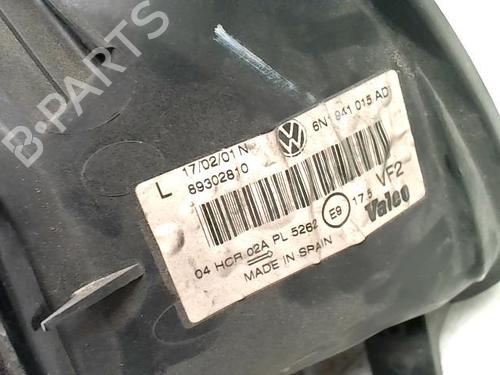 B-PARTS
L 17/02/01 N 6N1 941 015 AD
89302810
VF2
04 HCR 02A PL 5262 E9 17.5 Valeo
MADE IN SPAIN